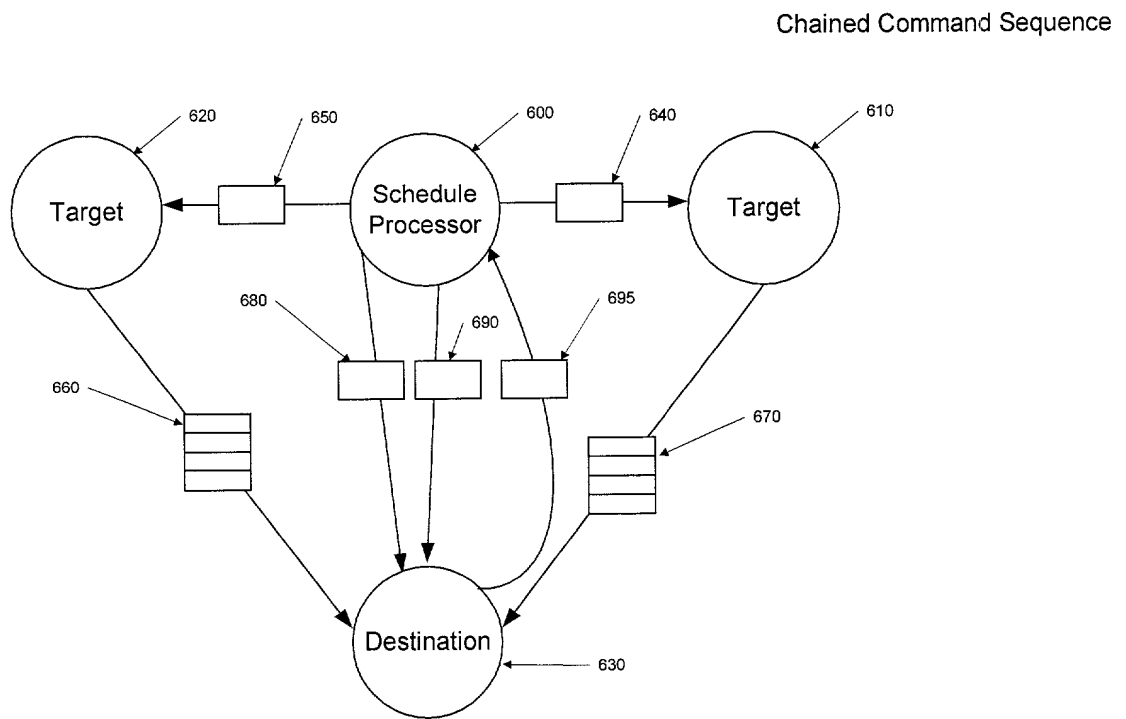 Chained Command Sequence
620
650
600
640
610
Target
Schedule
Processor
Target
680
690
695
660
670
Destination
630